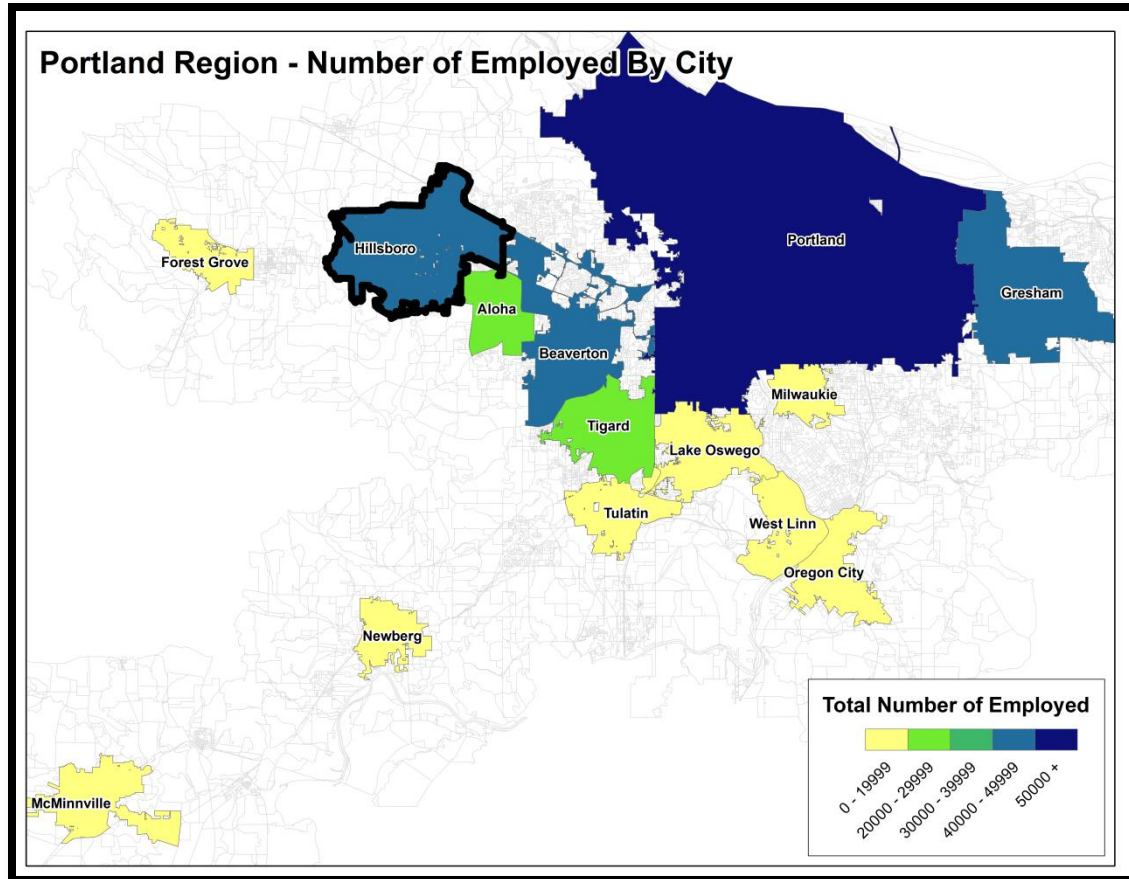 Portland Region - Number of Employed By City
Forest Grove
Hillsboro
Aloha
Beaverton
Portland
Gresham
Milwaukie
Tigard
Lake Oswego
Tulatin
West Linn
Oregon City
Newberg
McMinnville
Total Number of Employed
0 - 19999
20000 - 29999
30000 - 39999
40000 - 49999
50000 +